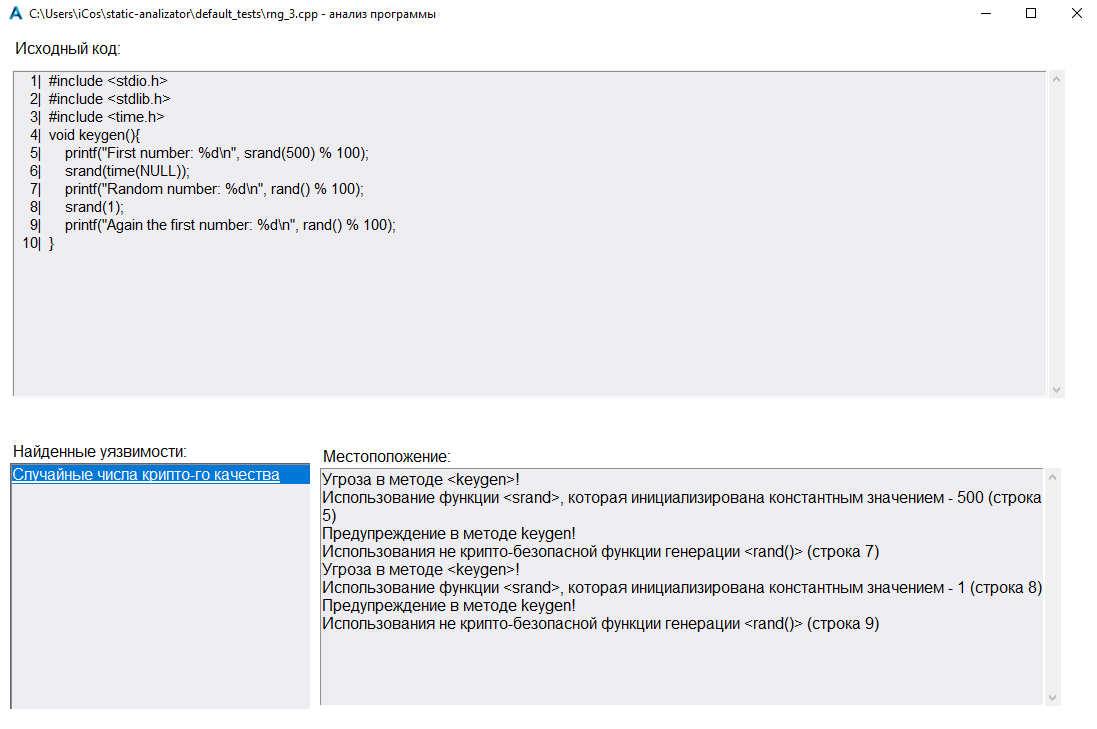 C:\Users\iCos\static-analizator\default_tests\rng_3.cpp - анализ программы
Исходный код:
1| #include <stdio.h>
2| #include <stdlib.h>
3| #include <time.h>
4| void keygen(){
5| printf("First number: %d\n", srand(500) % 100);
6| srand(time(NULL));
7| printf("Random number: %d\n", rand() % 100);
8| srand(1);
9| printf("Again the first number: %d\n", rand() % 100);
10| }
Найденные уязвимости:
Случайные числа крипто-го качества
Местоположение:
Угроза в методе <keygen>!
Использование функции <srand>, которая инициализирована константным значением - 500 (строка
5)
Предупреждение в методе keygen!
Использования не крипто-безопасной функции генерации <rand()> (строка 7)
Угроза в методе <keygen>!
Использование функции <srand>, которая инициализирована константным значением - 1 (строка 8)
Предупреждение в методе keygen!
Использования не крипто-безопасной функции генерации <rand()> (строка 9)